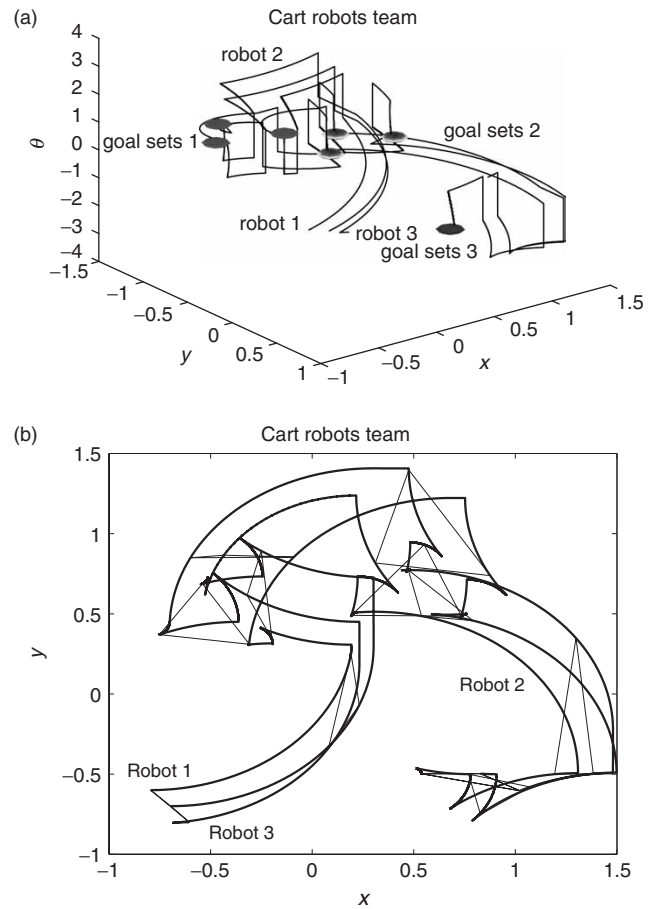 (a)
Cart robots team
4
3
2
1
0
−1
−2
−3
−4
θ
robot 2
goal sets 1
goal sets 2
robot 1
robot 3
goal sets 3
−1.5
−1
−0.5
0
0.5
1
y
−1
−0.5
0
0.5
1
1.5
x
(b)
Cart robots team
1.5
1
0.5
0
−0.5
−1
y
Robot 2
Robot 1
Robot 3
−1
−0.5
0
0.5
1
1.5
x